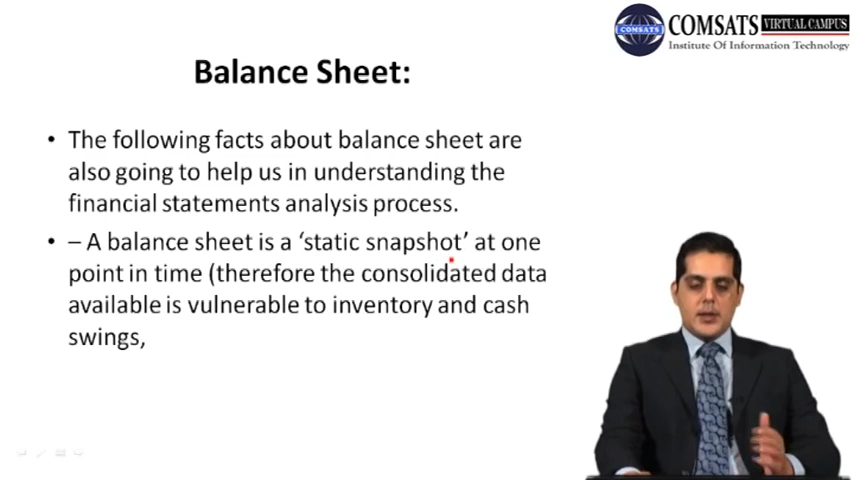 COMSATS VIRTUAL CAMPUS
Institute Of Information Technology
COMSATS
Balance Sheet:
• The following facts about balance sheet are
also going to help us in understanding the
financial statements analysis process.
• – A balance sheet is a ‘static snapshot’ at one
point in time (therefore the consolidated data
available is vulnerable to inventory and cash
swings,